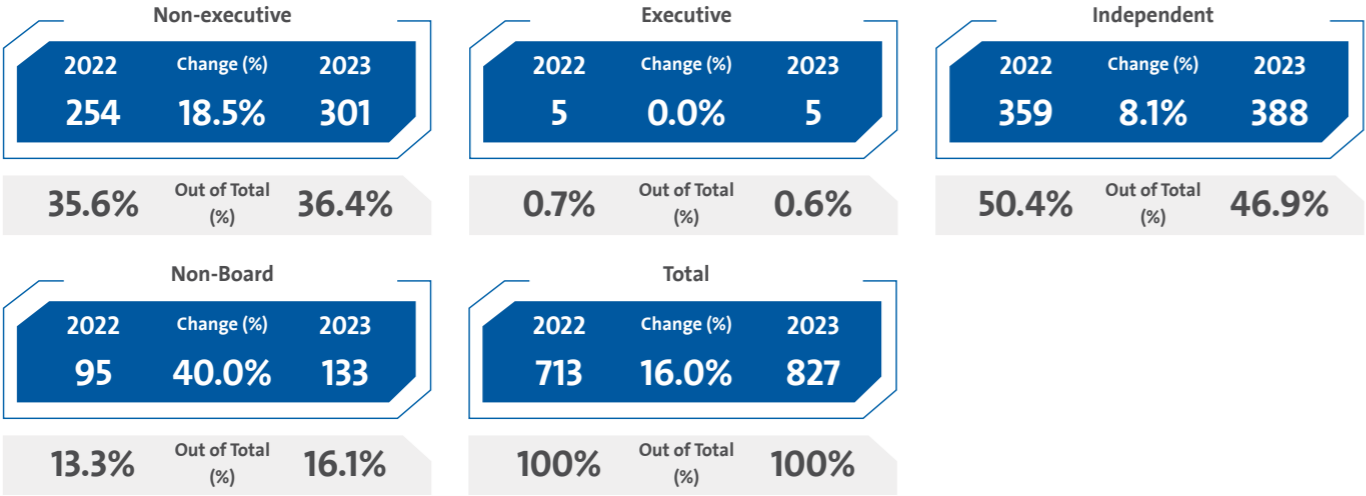 Non-executive
2022 Change (%) 2023
254 18.5% 301
35.6% Out of Total (%) 36.4%
Executive
2022 Change (%) 2023
5 0.0% 5
0.7% Out of Total (%) 0.6%
Independent
2022 Change (%) 2023
359 8.1% 388
50.4% Out of Total (%) 46.9%
Non-Board
2022 Change (%) 2023
95 40.0% 133
13.3% Out of Total (%) 16.1%
Total
2022 Change (%) 2023
713 16.0% 827
100% Out of Total (%) 100%